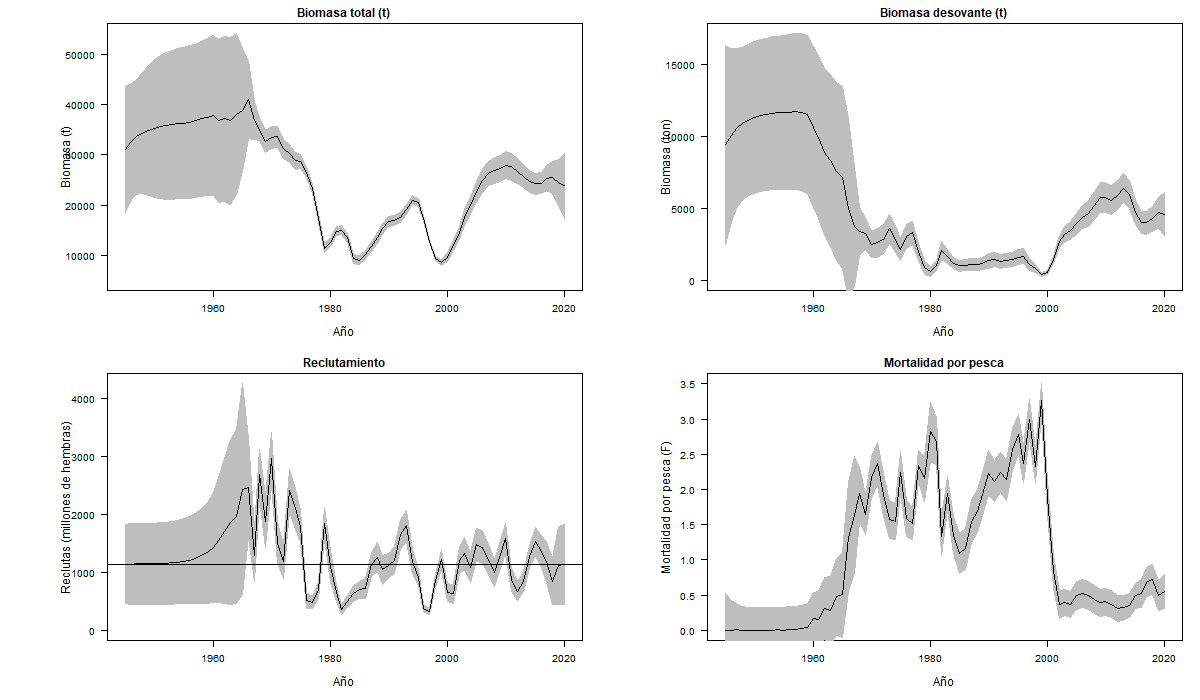 Biomasa total (t)
50000
40000
30000
20000
10000
Biomasa (t)
1960 1980 2000 2020
Año
Biomasa desovante (t)
15000
10000
5000
0
Biomasa (ton)
1960 1980 2000 2020
Año
Reclutamiento
4000
3000
2000
1000
0
Reclutas (millones de hembras)
1960 1980 2000 2020
Año
Mortalidad por pesca
3.5
3.0
2.5
2.0
1.5
1.0
0.5
0.0
Mortalidad por pesca (F)
1960 1980 2000 2020
Año